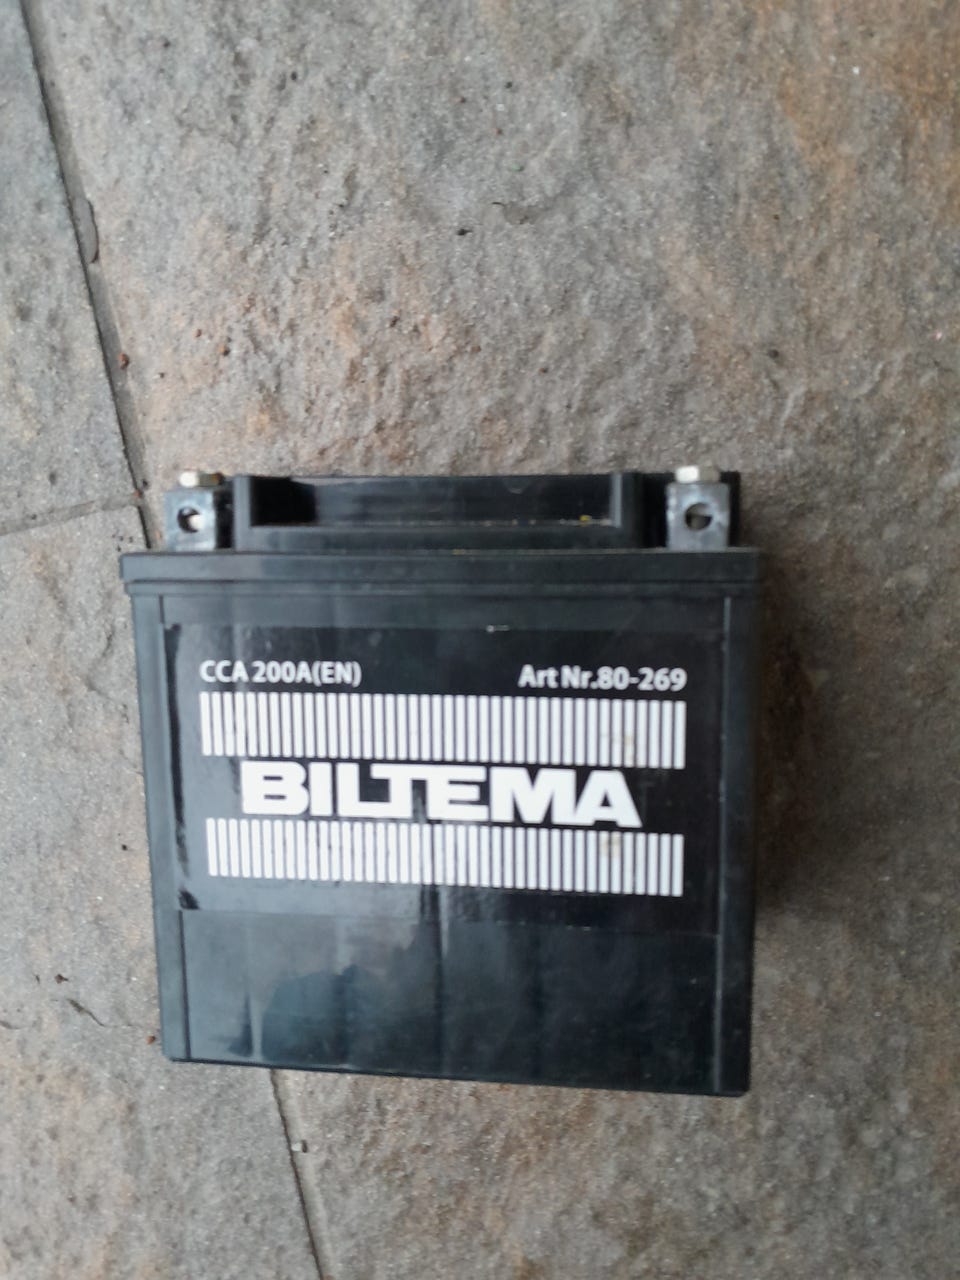 CCA 200A(EN) Art Nr.80-269
BILTEMA